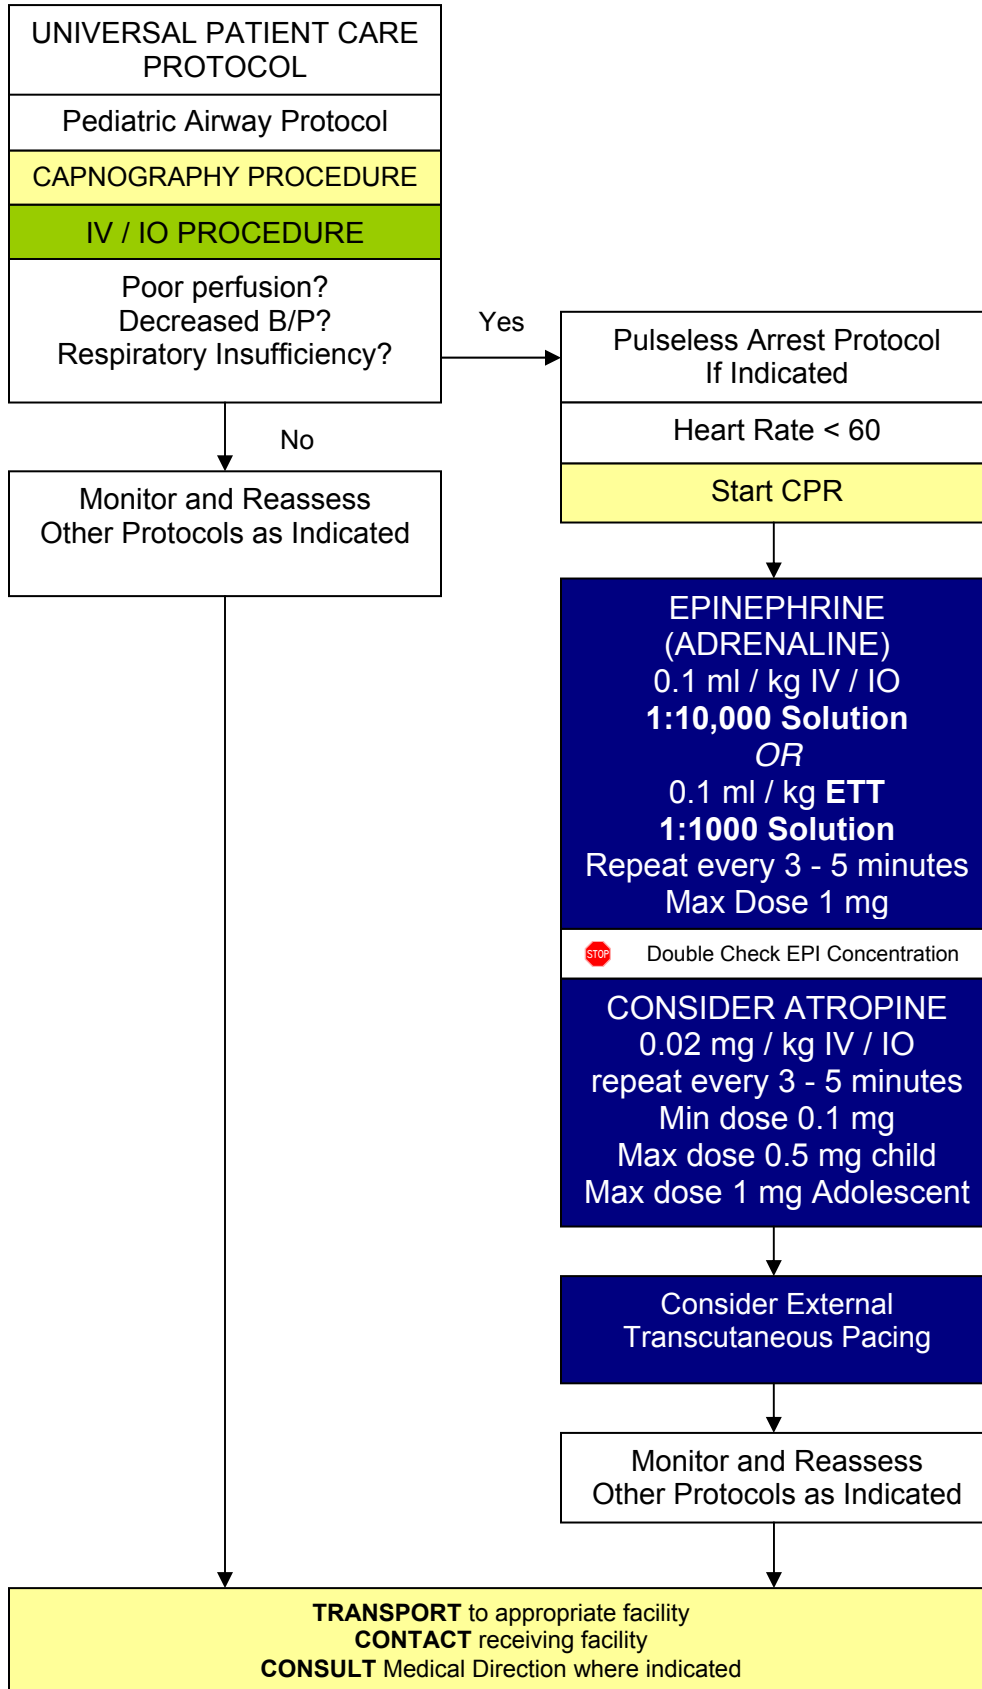 UNIVERSAL PATIENT CARE
PROTOCOL
Pediatric Airway Protocol
CAPNOGRAPHY PROCEDURE
IV / IO PROCEDURE
Poor perfusion?
Decreased B/P?
Respiratory Insufficiency?
Yes
No
Monitor and Reassess
Other Protocols as Indicated
Pulseless Arrest Protocol
If Indicated
Heart Rate < 60
Start CPR
EPINEPHRINE
(ADRENALINE)
0.1 ml / kg IV / IO
1:10,000 Solution
OR
0.1 ml / kg ETT
1:1000 Solution
Repeat every 3 - 5 minutes
Max Dose 1 mg
STOP Double Check EPI Concentration
CONSIDER ATROPINE
0.02 mg / kg IV / IO
repeat every 3 - 5 minutes
Min dose 0.1 mg
Max dose 0.5 mg child
Max dose 1 mg Adolescent
Consider External
Transcutaneous Pacing
Monitor and Reassess
Other Protocols as Indicated
TRANSPORT to appropriate facility
CONTACT receiving facility
CONSULT Medical Direction where indicated